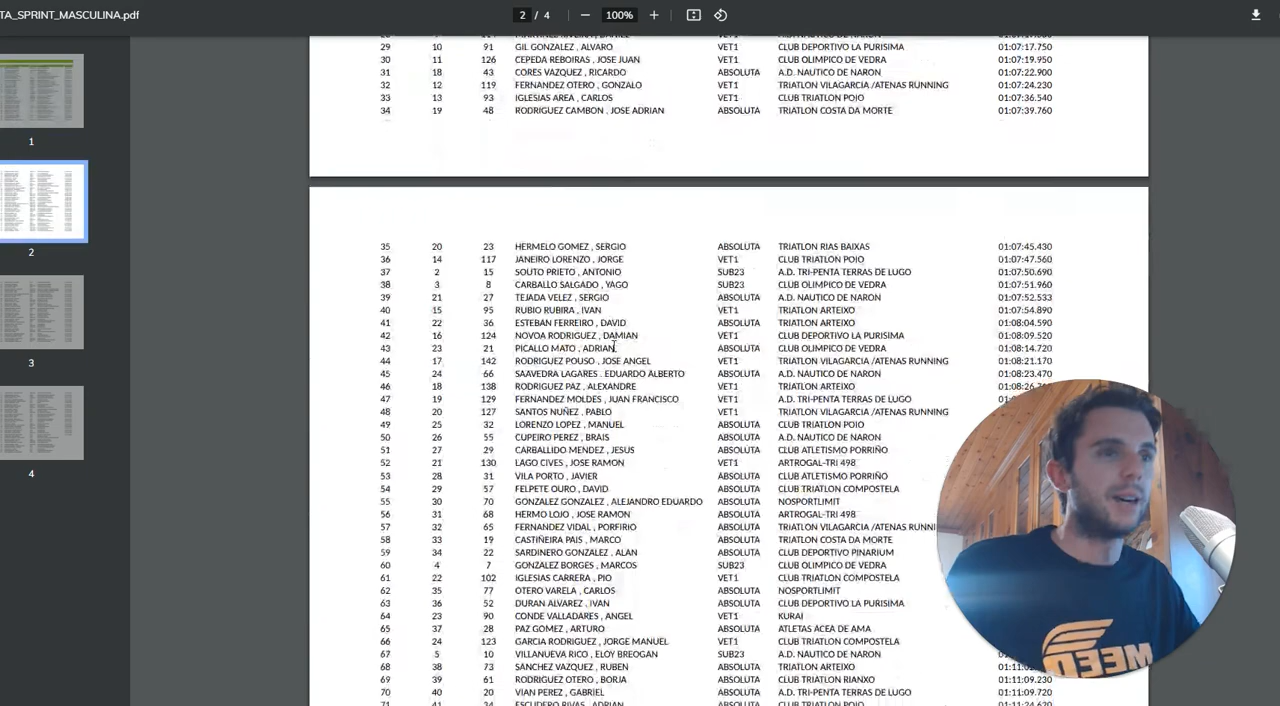 TA_SPRINT_MASCULINA.pdf
2 / 4
100%
1
2
3
4
29 10 91 GIL GONZALEZ , ALVARO VET1 CLUB DEPORTIVO LA PURISIMA 01:07:17.750
30 11 126 CEPEDA REBOIRAS , JOSE JUAN VET1 CLUB OLIMPICO DE VEDRA 01:07:19.950
31 18 43 CORES VAZQUEZ , RICARDO ABSOLUTA A.D. NAUTICO DE NARON 01:07:22.900
32 12 119 FERNANDEZ OTERO , GONZALO VET1 TRIATLON VILAGARCIA /ATENAS RUNNING 01:07:24.230
33 13 93 IGLESIAS AREA , CARLOS VET1 CLUB TRIATLON POIO 01:07:36.540
34 19 48 RODRIGUEZ CAMBON , JOSE ADRIAN ABSOLUTA TRIATLON COSTA DA MORTE 01:07:39.760
35 20 23 HERMELO GOMEZ , SERGIO ABSOLUTA TRIATLON RIAS BAIXAS 01:07:45.430
36 14 117 JANEIRO LORENZO , JORGE VET1 CLUB TRIATLON POIO 01:07:47.560
37 2 15 SOUTO PRIETO , ANTONIO SUB23 A.D. TRI-PENTA TERRAS DE LUGO 01:07:50.690
38 3 8 CARBALLO SALGADO , YAGO SUB23 CLUB OLIMPICO DE VEDRA 01:07:51.960
39 21 27 TEJADA VELEZ , SERGIO ABSOLUTA A.D. NAUTICO DE NARON 01:07:52.533
40 15 95 RUBIO RUBIRA , IVAN VET1 TRIATLON ARTEIXO 01:07:54.890
41 22 36 ESTEBAN FERREIRO , DAVID ABSOLUTA TRIATLON ARTEIXO 01:08:04.590
42 16 124 NOVOA RODRIGUEZ , DAMIAN VET1 CLUB DEPORTIVO LA PURISIMA 01:08:09.520
43 23 21 PICALLO MATO , ADRIAN ABSOLUTA CLUB OLIMPICO DE VEDRA 01:08:14.720
44 17 142 RODRIGUEZ POUSO , JOSE ANGEL VET1 TRIATLON VILAGARCIA /ATENAS RUNNING 01:08:21.170
45 24 66 SAAVEDRA LAGARES , EDUARDO ALBERTO ABSOLUTA A.D. NAUTICO DE NARON 01:08:23.470
46 18 138 RODRIGUEZ PAZ , ALEXANDRE VET1 TRIATLON ARTEIXO 01:08:26.7
47 19 129 FERNANDEZ MOLDES , JUAN FRANCISCO VET1 CLUB TRIATLON POIO 01:0
48 20 127 SANTOS NUÑEZ , PABLO VET1 TRIATLON VILAGARCIA /ATENAS RUNNING
49 25 32 LORENZO LOPEZ , MANUEL ABSOLUTA CLUB TRIATLON POIO
50 26 55 CUPEIRO PEREZ , BRAIS ABSOLUTA A.D. NAUTICO DE NARON
51 27 29 CARBALLIDO MENDEZ , JESUS ABSOLUTA CLUB ATLETISMO PORRIÑO
52 21 130 LAGO CIVES , JOSE RAMON VET1 ARTROGAL-TRI 498
53 28 31 VILA PORTO , JAVIER ABSOLUTA CLUB ATLETISMO PORRIÑO
54 29 57 FELPETE OURO , DAVID ABSOLUTA CLUB TRIATLON COMPOSTELA
55 30 70 GONZALEZ GONZALEZ , ALEJANDRO EDUARDO ABSOLUTA NOSPORTLIMIT
56 31 68 HERMO LOJO , JOSE RAMON ABSOLUTA ARTROGAL-TRI 498
57 32 65 FERNANDEZ VIDAL , PORFIRIO ABSOLUTA TRIATLON VILAGARCIA /ATENAS RUNNI
58 33 19 CASTIÑEIRA PAIS , MARCO ABSOLUTA TRIATLON COSTA DA MORTE
59 34 22 SARDINERO GONZALEZ , ALAN ABSOLUTA CLUB DEPORTIVO PINARIUM
60 4 7 GONZALEZ BORGES , MARCOS SUB23 CLUB OLIMPICO DE VEDRA
61 22 102 IGLESIAS CARRERA , PIO VET1 CLUB TRIATLON COMPOSTELA
62 35 77 OTERO VARELA , CARLOS ABSOLUTA NOSPORTLIMIT
63 36 52 DURAN ALVAREZ , IVAN ABSOLUTA CLUB DEPORTIVO LA PURISIMA
64 23 90 CONDE VALLADARES , ANGEL VET1 KURAI
65 37 28 PAZ GOMEZ , ARTURO ABSOLUTA ATLETAS ACEA DE AMA
66 24 123 GARCIA RODRIGUEZ , JORGE MANUEL VET1 CLUB TRIATLON COMPOSTELA
67 5 10 VILLANUEVA RICO , ELOY BREOGAN SUB23 A.D. NAUTICO DE NARON
68 38 73 SANCHEZ VAZQUEZ , RUBEN ABSOLUTA TRIATLON ARTEIXO 01:11:0
69 39 61 RODRIGUEZ OTERO , BORJA ABSOLUTA CLUB TRIATLON RIANXO 01:11:09.230
70 40 20 VIAN PEREZ , GABRIEL ABSOLUTA A.D. TRI-PENTA TERRAS DE LUGO 01:11:09.720
71 41 34 ESCUDERO RIVAS , ADRIAN ABSOLUTA CLUB TRIATLON POIO 01:11:24.620